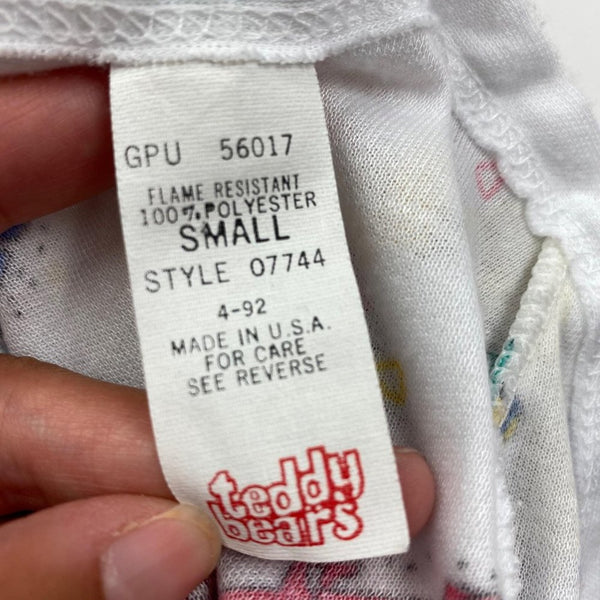 GPU 56017
FLAME RESISTANT
100% POLYESTER
SMALL
STYLE 07744
4-92
MADE IN U.S.A.
FOR CARE
SEE REVERSE
teddy
bears